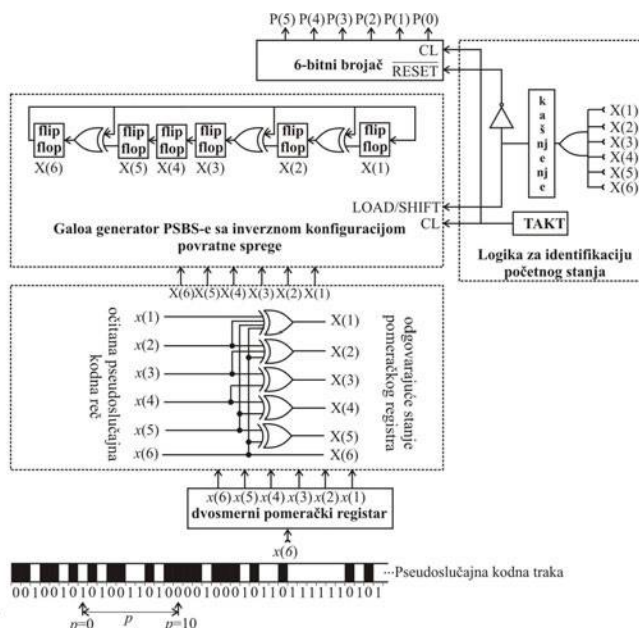 P(5) P(4) P(3) P(2) P(1) P(0)
6-bitni brojač
CL
RESET
flip flop
flip flop
flip flop
flip flop
flip flop
flip flop
X(6)
X(5)
X(4)
X(3)
X(2)
X(1)
LOAD/SHIFT
CL
Galoa generator PSBS-e sa inverznom konfiguracijom
povratne sprege
kašnjenje
X(1)
X(2)
X(3)
X(4)
X(5)
X(6)
TAKT
Logika za identifikaciju
početnog stanja
X(6) X(5) X(4) X(3) X(2) X(1)
očitana pseudoslučajna
kodna reč
x(1)
x(2)
x(3)
x(4)
x(5)
x(6)
X(1)
X(2)
X(3)
X(4)
X(5)
X(6)
odgovarajuće stanje
pomeračkog registra
x(6) x(5) x(4) x(3) x(2) x(1)
dvosmerni pomerački registar
x(6)
Pseudoslučajna kodna traka
p=0
p
p=10